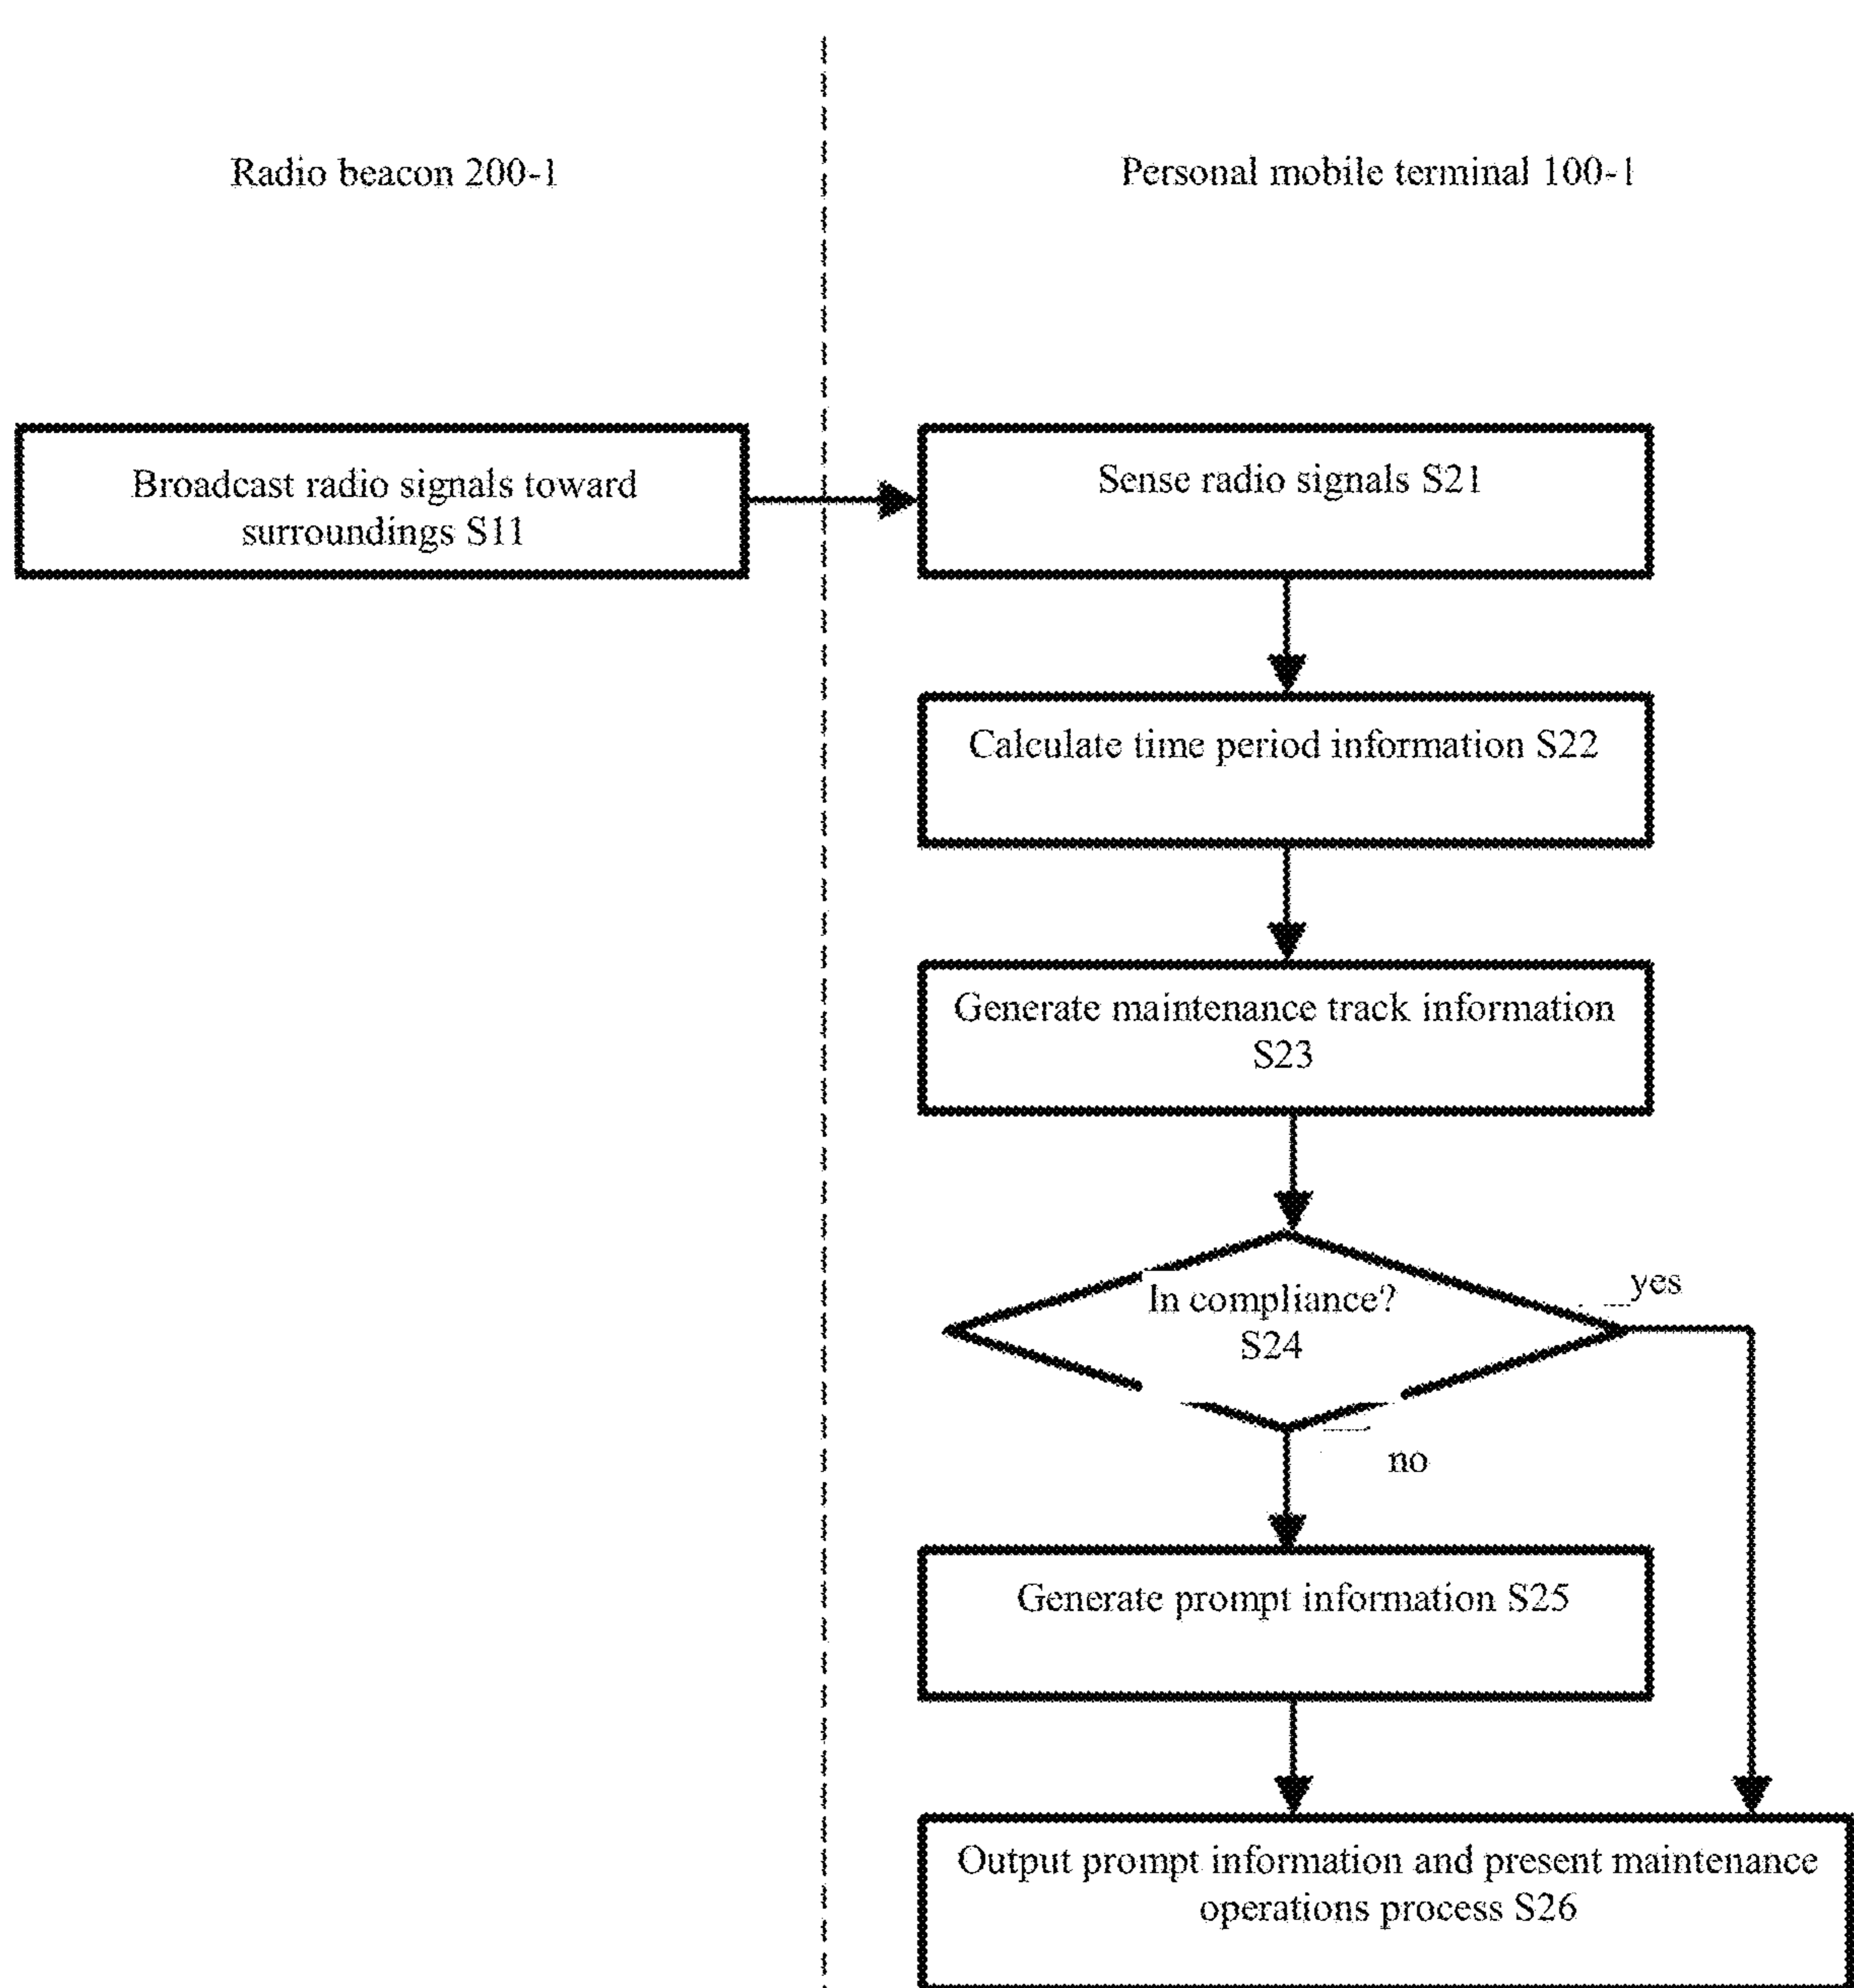 Radio beacon 200-1
Personal mobile terminal 100-1
Broadcast radio signals toward
surroundings S11
Sense radio signals S21
Calculate time period information S22
Generate maintenance track information
S23
In compliance?
S24
yes
no
Generate prompt information S25
Output prompt information and present maintenance
operations process S26